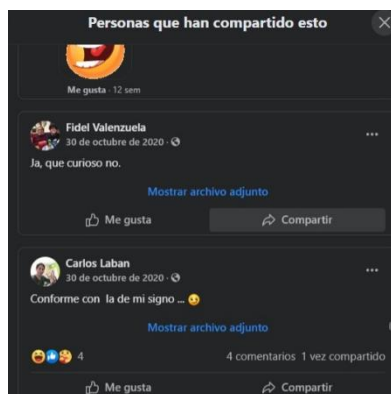 Personas que han compartido esto
Me gusta · 12 sem
Fidel Valenzuela
30 de octubre de 2020 ·
Ja, que curioso no.
Mostrar archivo adjunto
Me gusta Compartir
Carlos Laban
30 de octubre de 2020 ·
Conforme con la de mi signo ...
Mostrar archivo adjunto
4 4 comentarios 1 vez compartido
Me gusta Compartir